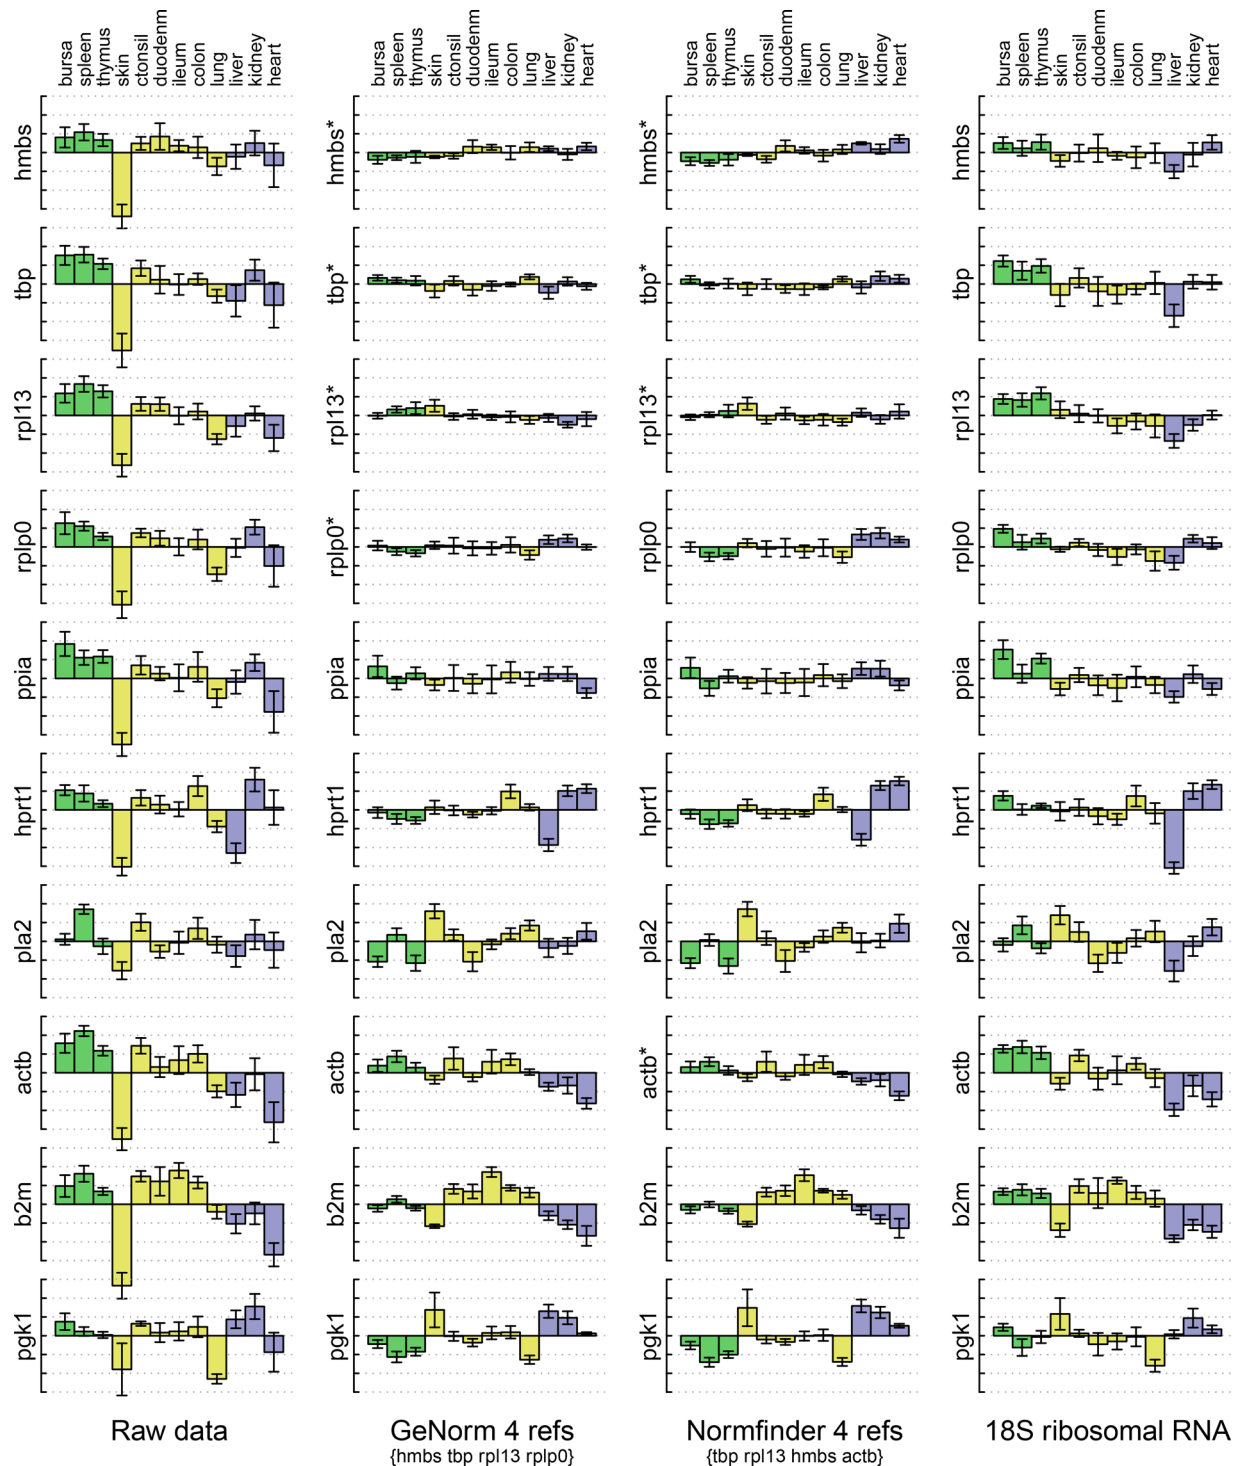 bursa spleen thymus skin ctonsil duodenm ileum colon lung liver kidney heart
bursa spleen thymus skin ctonsil duodenm ileum colon lung liver kidney heart
bursa spleen thymus skin ctonsil duodenm ileum colon lung liver kidney heart
bursa spleen thymus skin ctonsil duodenm ileum colon lung liver kidney heart
hmbs hmbs* hmbs* hmbs
tbp tbp* tbp* tbp
rpl13 rpl13* rpl13* rpl13
rplp0 rplp0* rplp0 rplp0
ppia ppia ppia ppia
hprt1 hprt1 hprt1 hprt1
pla2 pla2 pla2 pla2
actb actb actb* actb
b2m b2m b2m b2m
pgk1 pgk1 pgk1 pgk1
Raw data GeNorm 4 refs Normfinder 4 refs 18S ribosomal RNA
{hmbs tbp rpl13 rplp0} {tbp rpl13 hmbs actb}